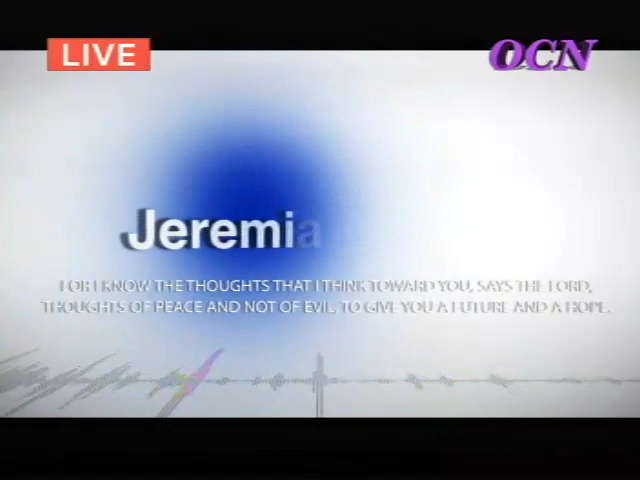 LIVE
OCN
Jeremia
FOR I KNOW THE THOUGHTS THAT I THINK TOWARD YOU, SAYS THE LORD,
THOUGHTS OF PEACE AND NOT OF EVIL, TO GIVE YOU A FUTURE AND A HOPE.